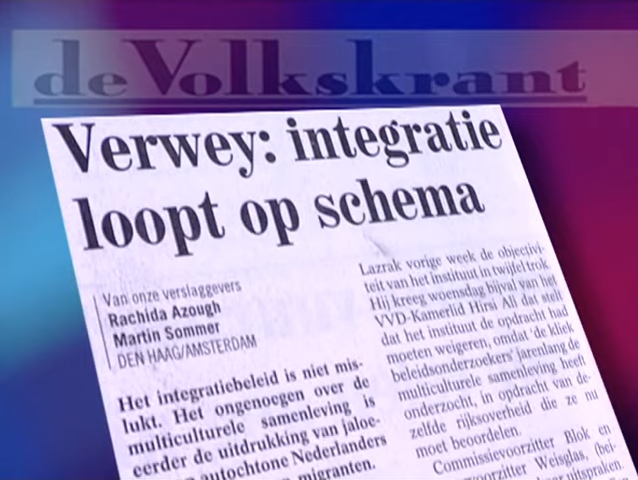 de Volkskrant
Verwey: integratie
loopt op schema
Van onze verslaggevers
Rachida Azough
Martin Sommer
DEN HAAG/AMSTERDAM
Het integratiebeleid is niet mis-
lukt. Het ongenoegen over de
multiculturele samenleving is
eerder de uitdrukking van jaloe-
autochtone Nederlanders
migranten.
Lazrak vorige week de objectivi-
teit van het instituut in twijfel trok.
Hij kreeg woensdag bijval van het
VVD-Kamerlid Hirsi Ali dat stelt
dat het instituut de opdracht had
moeten weigeren, omdat 'de kliek
beleidsonderzoekers' jarenlang de
multiculturele samenleving heeft
onderzocht, in opdracht van de-
zelfde rijksoverheid die ze nu
moet beoordelen.
Commissievoorzitter Blok en
voorzitter Weisglas, (bei-
uitspraken.